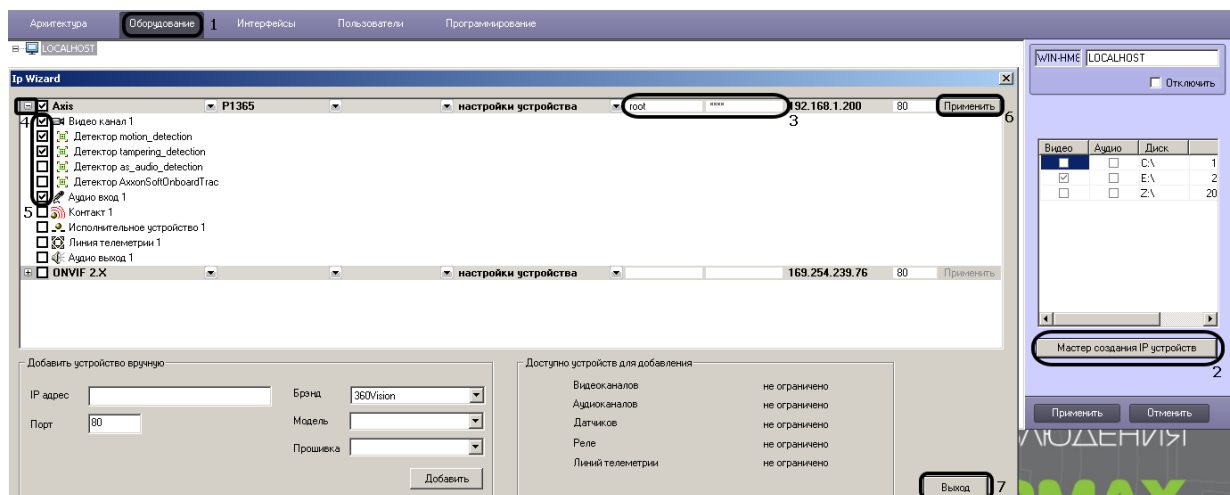 Архитектура Оборудование 1 Интерфейсы Пользователи Программирование
LOCALHOST
WIN-HME LOCALHOST
Отключить
Ip Wizard
Axis P1365 настройки устройства root **** 192.168.1.200 80 Применить
4 Видео канал 1 3 6
Детектор motion_detection
Детектор tampering_detection
Детектор as_audio_detection
Детектор AxxonSoftOnboardTrac
Аудио вход 1
5 Контакт 1
Исполнительное устройство 1
Линия телеметрии 1
Аудио выход 1
ONVIF 2.X настройки устройства 169.254.239.76 80 Применить
Видео Аудио Диск
C:\ 1
E:\ 2
Z:\ 20
Мастер создания IP устройств
2
Применить Отменить
Добавить устройство вручную
IP адрес
Порт 80
Брэнд 360Vision
Модель
Прошивка
Добавить
Доступно устройств для добавления
Видеоканалов не ограничено
Аудиоканалов не ограничено
Датчиков не ограничено
Реле не ограничено
Линий телеметрии не ограничено
Выход 7